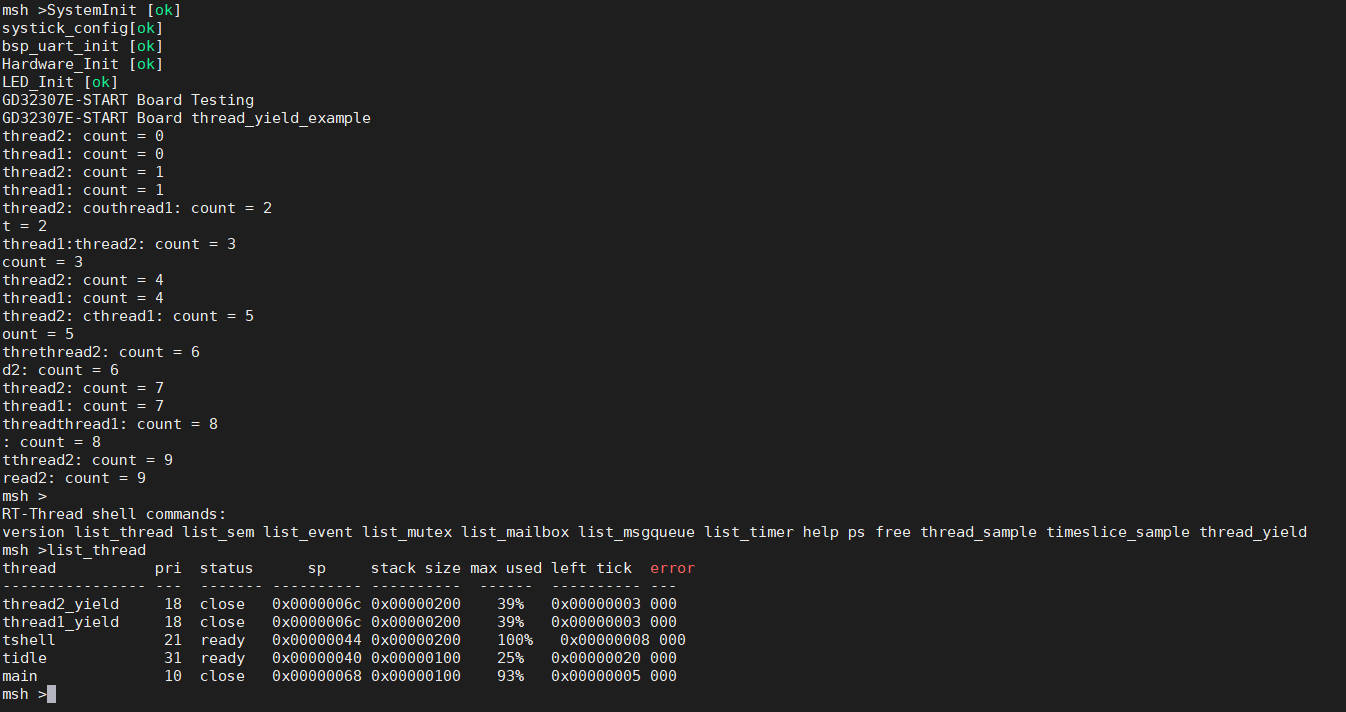 msh >SystemInit [ok]
systick_config[ok]
bsp_uart_init [ok]
Hardware_Init [ok]
LED_Init [ok]
GD32307E-START Board Testing
GD32307E-START Board thread_yield_example
thread2: count = 0
thread1: count = 0
thread2: count = 1
thread1: count = 1
thread2: couthread1: count = 2
t = 2
thread1:thread2: count = 3
count = 3
thread2: count = 4
thread1: count = 4
thread2: cthread1: count = 5
ount = 5
threthread2: count = 6
d2: count = 6
thread2: count = 7
thread1: count = 7
threadthread1: count = 8
: count = 8
tthread2: count = 9
read2: count = 9
msh >
RT-Thread shell commands:
version list_thread list_sem list_event list_mutex list_mailbox list_msgqueue list_timer help ps free thread_sample timeslice_sample thread_yield
msh >list_thread
thread           pri  status      sp     stack size max used left tick  error
---------------- ---  ------- ---------- ----------  ------  ---------- ---
thread2_yield     18  close   0x0000006c 0x00000200    39%   0x00000003 000
thread1_yield     18  close   0x0000006c 0x00000200    39%   0x00000003 000
tshell            21  ready   0x00000044 0x00000200    100%   0x00000008 000
tidle             31  ready   0x00000040 0x00000100    25%   0x00000020 000
main              10  close   0x00000068 0x00000100    93%   0x00000005 000
msh >